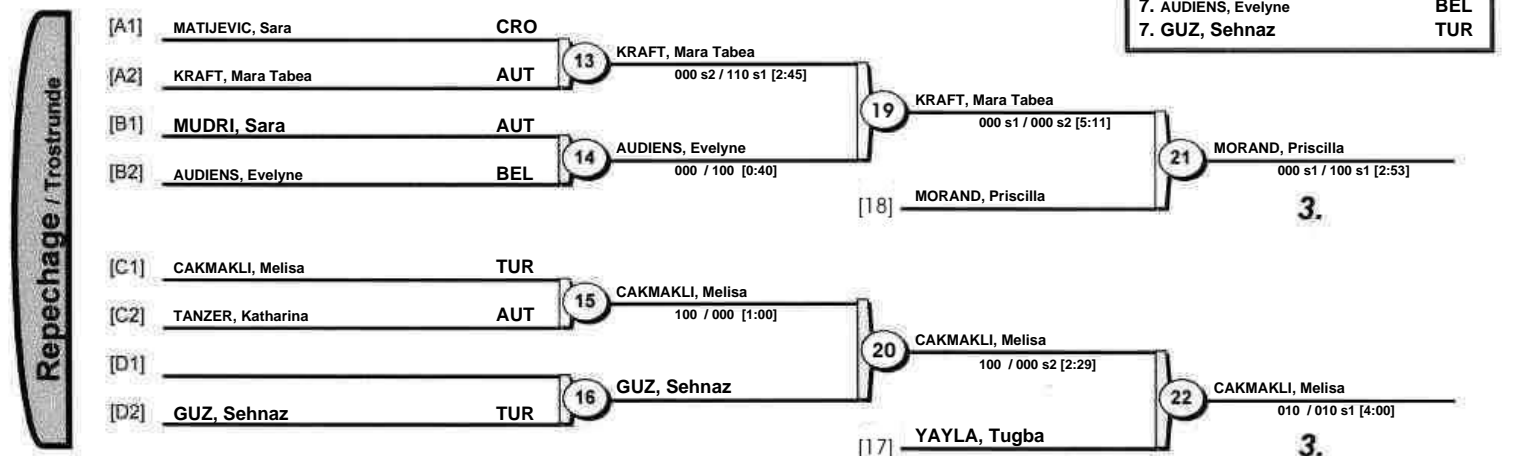 7. AUDIENS, Evelyne BEL
7. GUZ, Sehnaz TUR
Repechage / Trostrunde
[A1] MATIJEVIC, Sara CRO
13 KRAFT, Mara Tabea
000 s2 / 110 s1 [2:45]
[A2] KRAFT, Mara Tabea AUT
19 KRAFT, Mara Tabea
000 s1 / 000 s2 [5:11]
[B1] MUDRI, Sara AUT
14 AUDIENS, Evelyne
000 / 100 [0:40]
[B2] AUDIENS, Evelyne BEL
21 MORAND, Priscilla
000 s1 / 100 s1 [2:53]
[18] MORAND, Priscilla
3.
[C1] CAKMAKLI, Melisa TUR
15 CAKMAKLI, Melisa
100 / 000 [1:00]
[C2] TANZER, Katharina AUT
20 CAKMAKLI, Melisa
100 / 000 s2 [2:29]
[D1]
16 GUZ, Sehnaz
[D2] GUZ, Sehnaz TUR
22 CAKMAKLI, Melisa
010 / 010 s1 [4:00]
[17] YAYLA, Tugba
3.